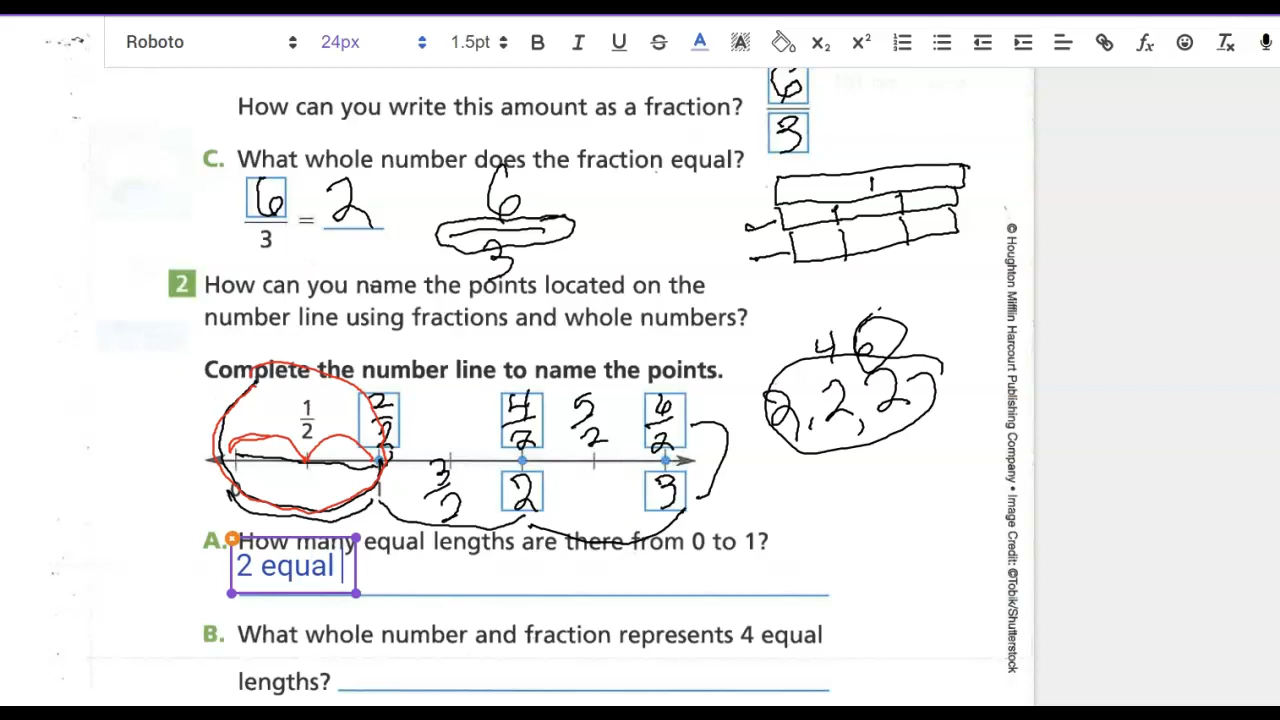 Roboto 24px 1.5pt B I U S A A X₂ X² fx Tx
How can you write this amount as a fraction? 6/3
C. What whole number does the fraction equal?
6/3 = 2
6
3
1
2 How can you name the points located on the
number line using fractions and whole numbers?
4 6
2, 2, 2 2
Complete the number line to name the points.
1/2 2/2 4/2 5/2 6/2
3/2 2 3
A. How many equal lengths are there from 0 to 1?
2 equal
B. What whole number and fraction represents 4 equal
lengths?
© Houghton Mifflin Harcourt Publishing Company • Image Credit: ©Tobik/Shutterstock